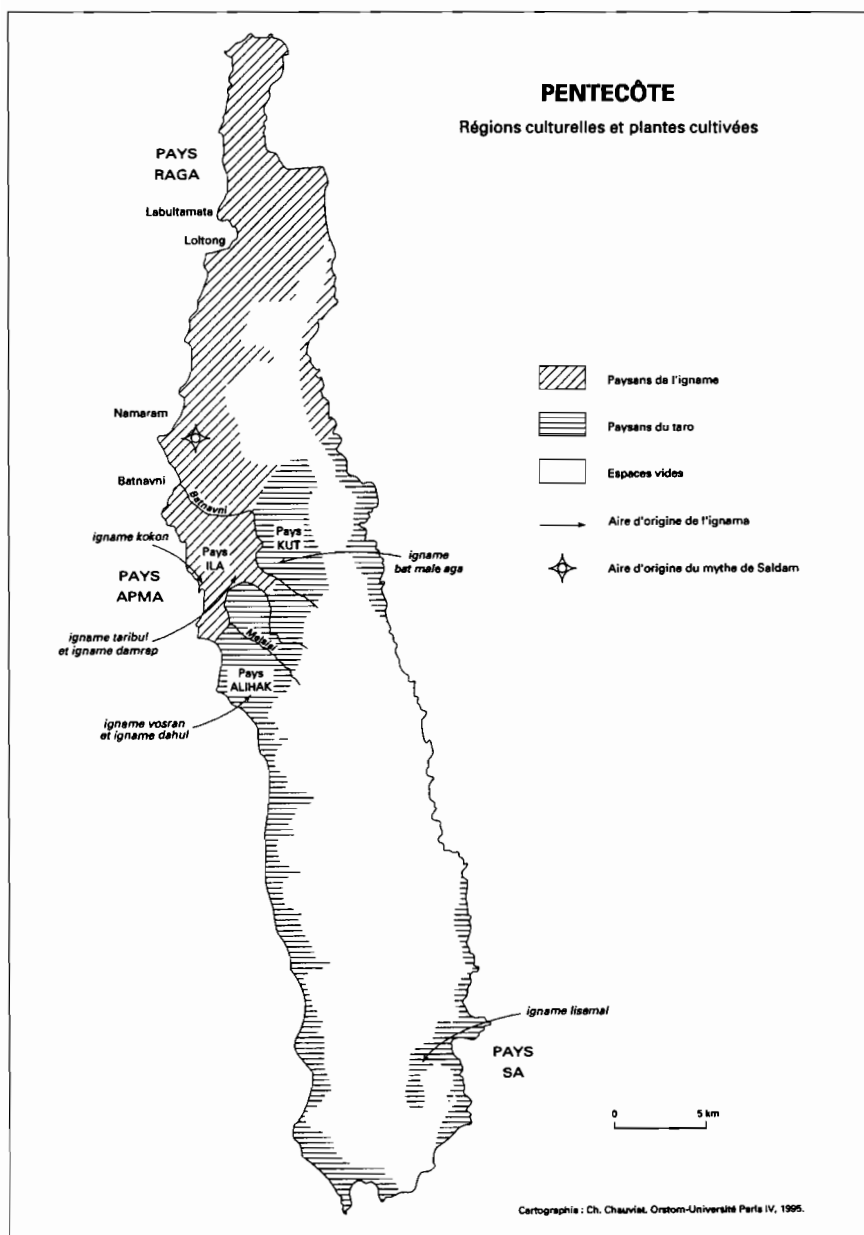 PENTECÔTE
Régions culturelles et plantes cultivées
PAYS
RAGA
Labultamata
Loltong
Namaram
Batnavni
Batnavni
igname kokon
Pays
ILA
Pays
KUT
igname
bat male aga
PAYS
APMA
igname taribul
et igname damrap
Melsisi
Pays
ALIHAK
igname vosran
et igname dahul
igname lisemal
PAYS
SA
Paysans de l'igname
Paysans du taro
Espaces vides
Aire d'origine de l'igname
Aire d'origine du mythe de Saldam
0 5 km
Cartographie : Ch. Chauviat, Orstom-Université Paris IV, 1995.